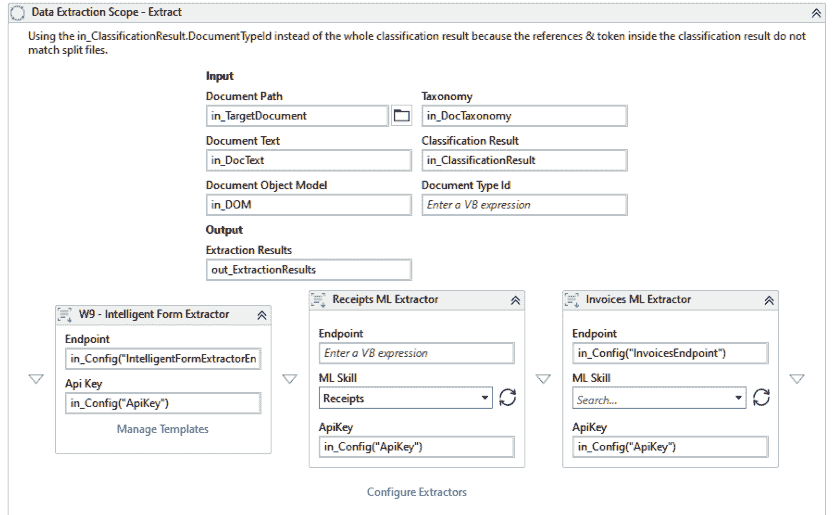 Data Extraction Scope - Extract
Using the in_ClassificationResult.DocumentTypeId instead of the whole classification result because the references & token inside the classification result do not
match split files.
Input
Document Path
Taxonomy
in_TargetDocument
in_DocTaxonomy
Document Text
Classification Result
in_DocText
in_ClassificationResult
Document Object Model
Document Type Id
in_DOM
Enter a VB expression
Output
Extraction Results
out_ExtractionResults
W9 - Intelligent Form Extractor
Endpoint
in_Config("IntelligentFormExtractorEn
Api Key
in_Config("ApiKey")
Manage Templates
Receipts ML Extractor
Endpoint
Enter a VB expression
ML Skill
Receipts
ApiKey
in_Config("ApiKey")
Invoices ML Extractor
Endpoint
in_Config("InvoicesEndpoint")
ML Skill
Search...
ApiKey
in_Config("ApiKey")
Configure Extractors